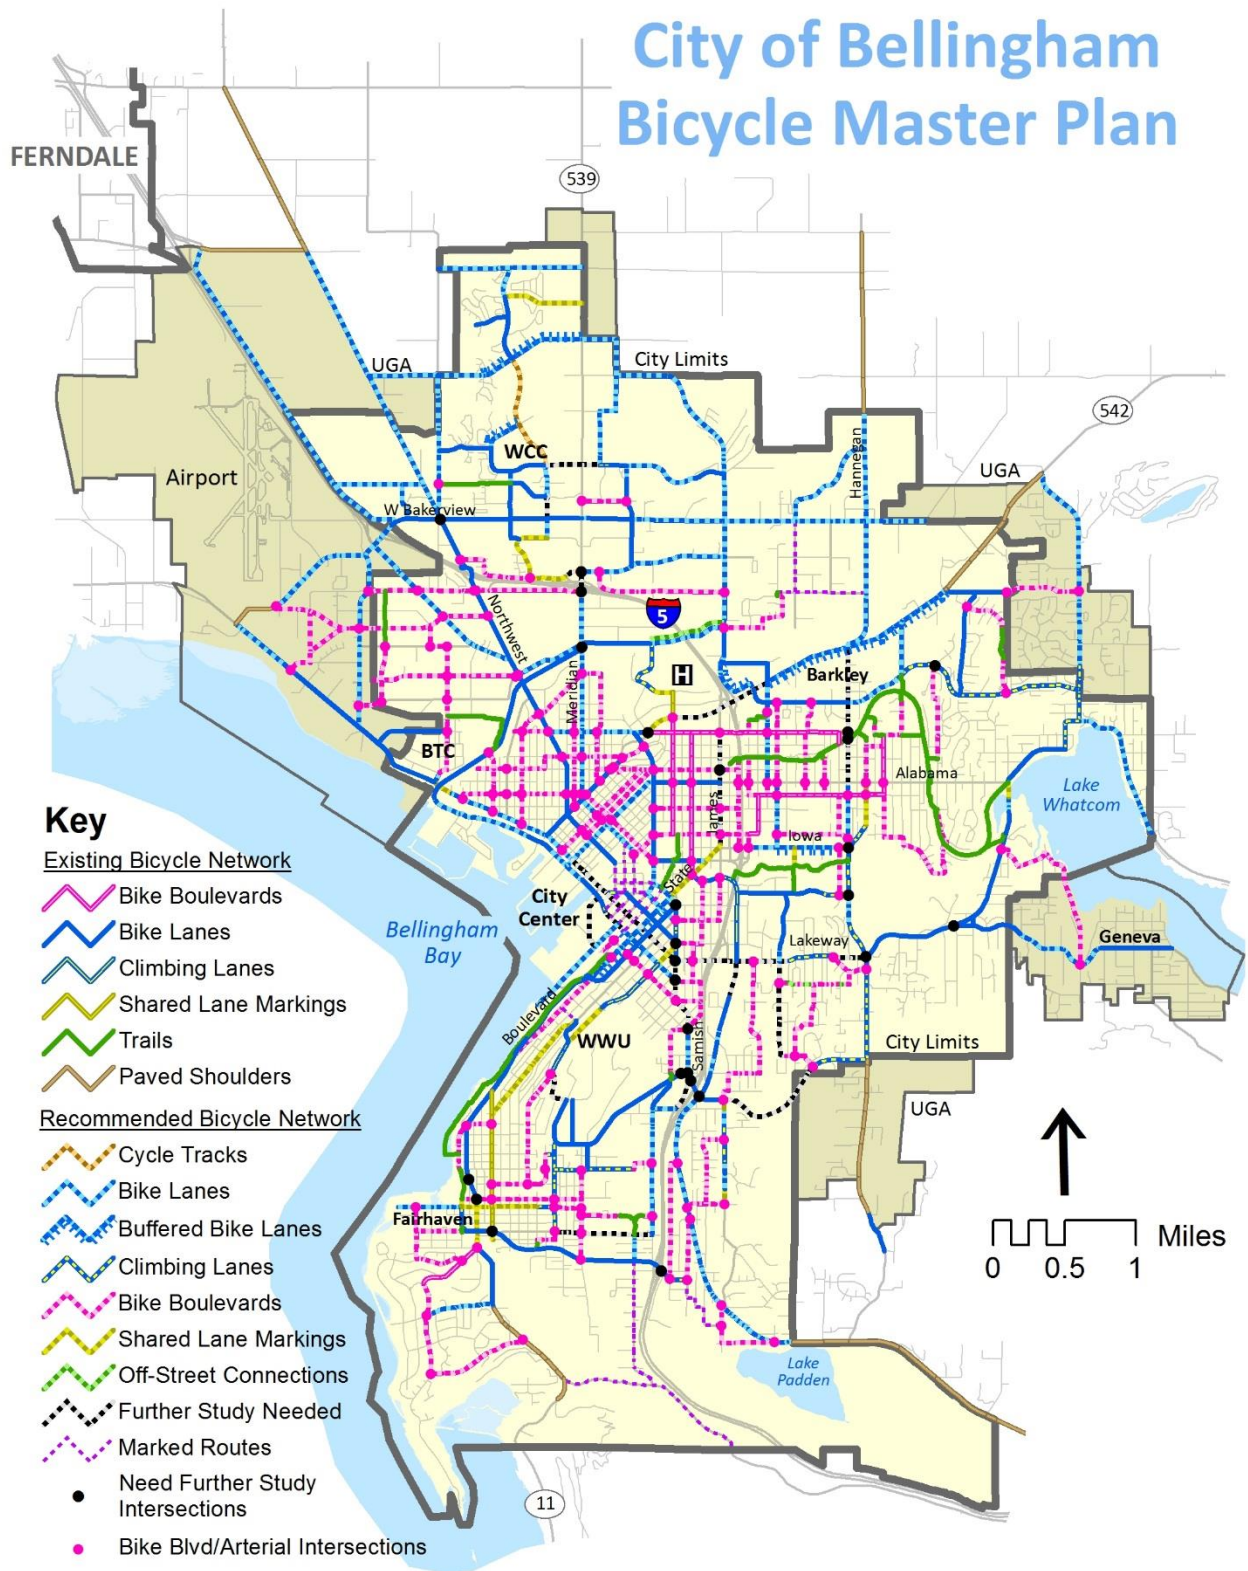 City of Bellingham
Bicycle Master Plan
FERNDALE
539
UGA
City Limits
542
WCC
Hannegan
UGA
Airport
W Bakerview
Northwest
5
H
Meridian
Barkley
BTC
Alabama
Lake
Whatcom
James
Iowa
State
City
Center
Bellingham
Bay
Lakeway
Geneva
Boulevard
WWU
Samish
City Limits
UGA
Fairhaven
Miles
0 0.5 1
Lake
Padden
11
Key
Existing Bicycle Network
Bike Boulevards
Bike Lanes
Climbing Lanes
Shared Lane Markings
Trails
Paved Shoulders
Recommended Bicycle Network
Cycle Tracks
Bike Lanes
Buffered Bike Lanes
Climbing Lanes
Bike Boulevards
Shared Lane Markings
Off-Street Connections
Further Study Needed
Marked Routes
Need Further Study
Intersections
Bike Blvd/Arterial Intersections